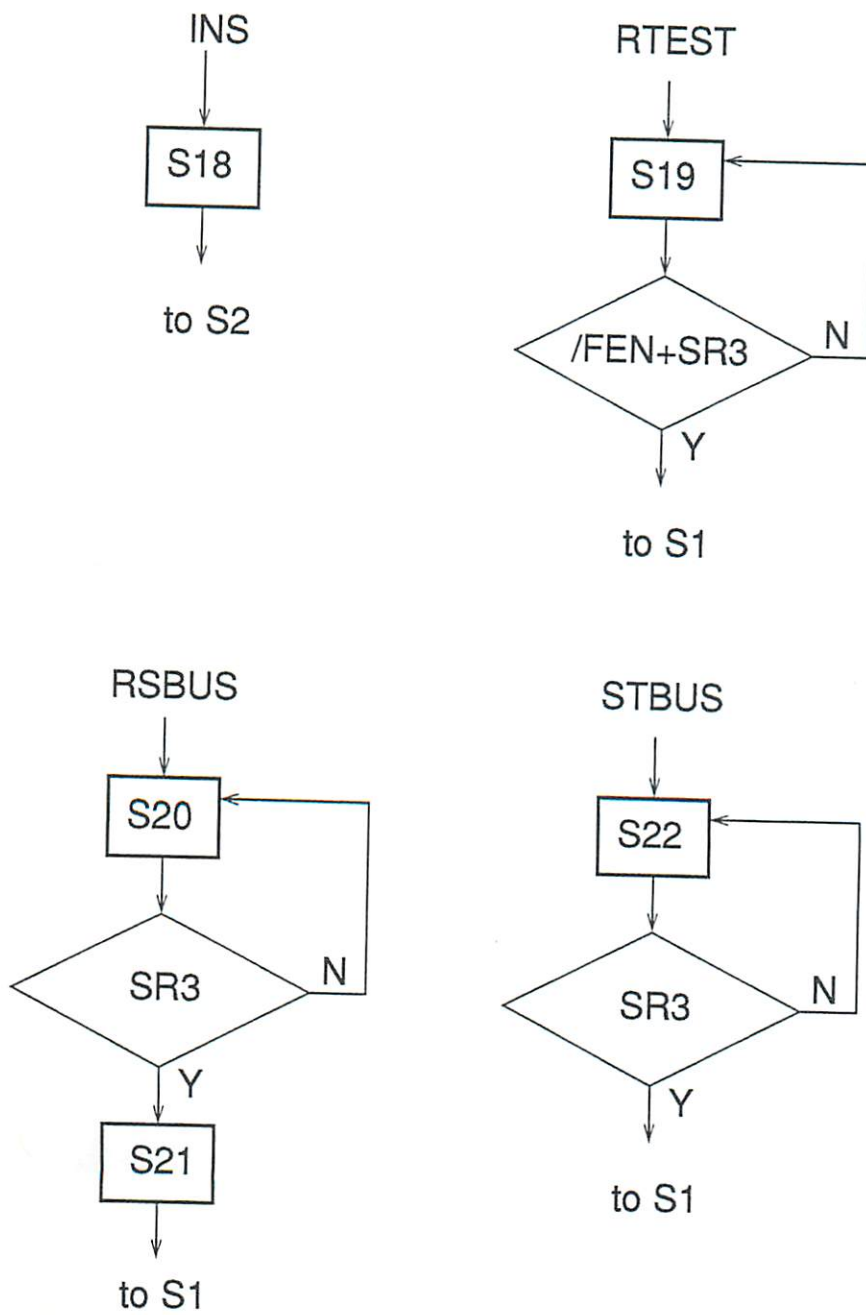 INS
S18
to S2
RTEST
S19
/FEN+SR3
N
Y
to S1
RSBUS
S20
SR3
N
Y
S21
to S1
STBUS
S22
SR3
N
Y
to S1